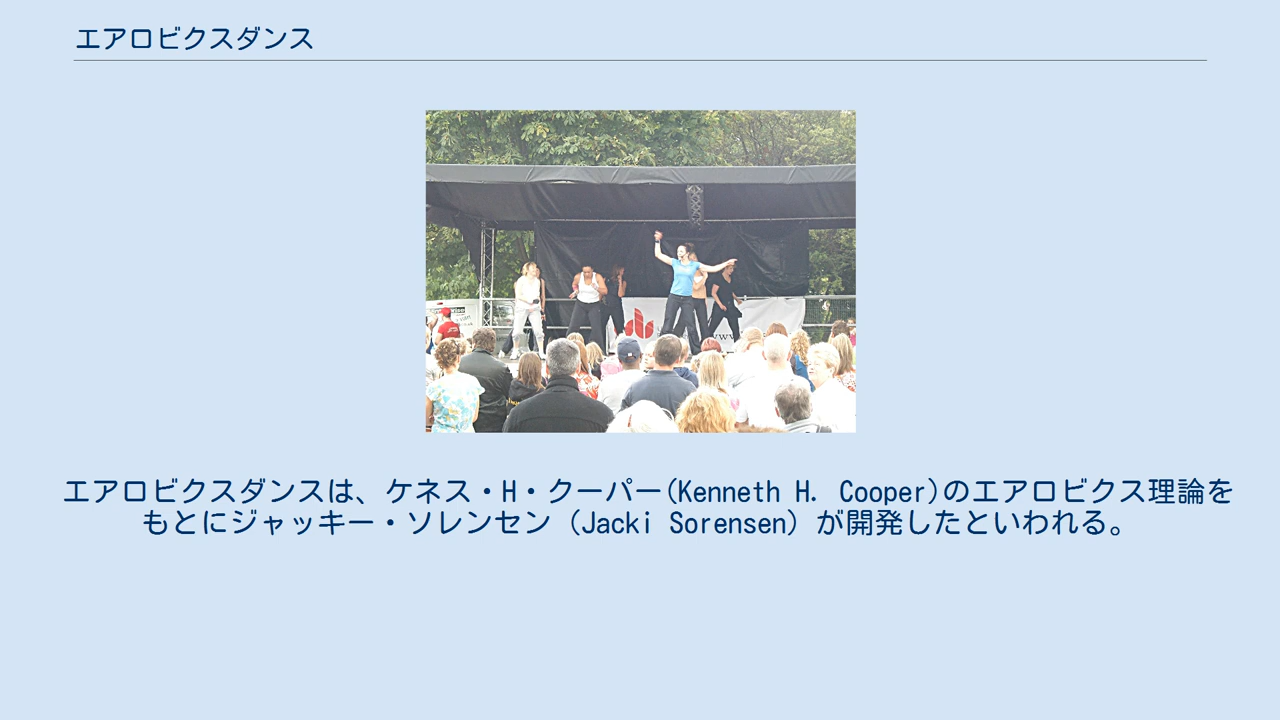 エアロビクスダンス
エアロビクスダンスは、ケネス・H・クーパー(Kenneth H. Cooper)のエアロビクス理論を
もとにジャッキー・ソレンセン（Jacki Sorensen）が開発したといわれる。